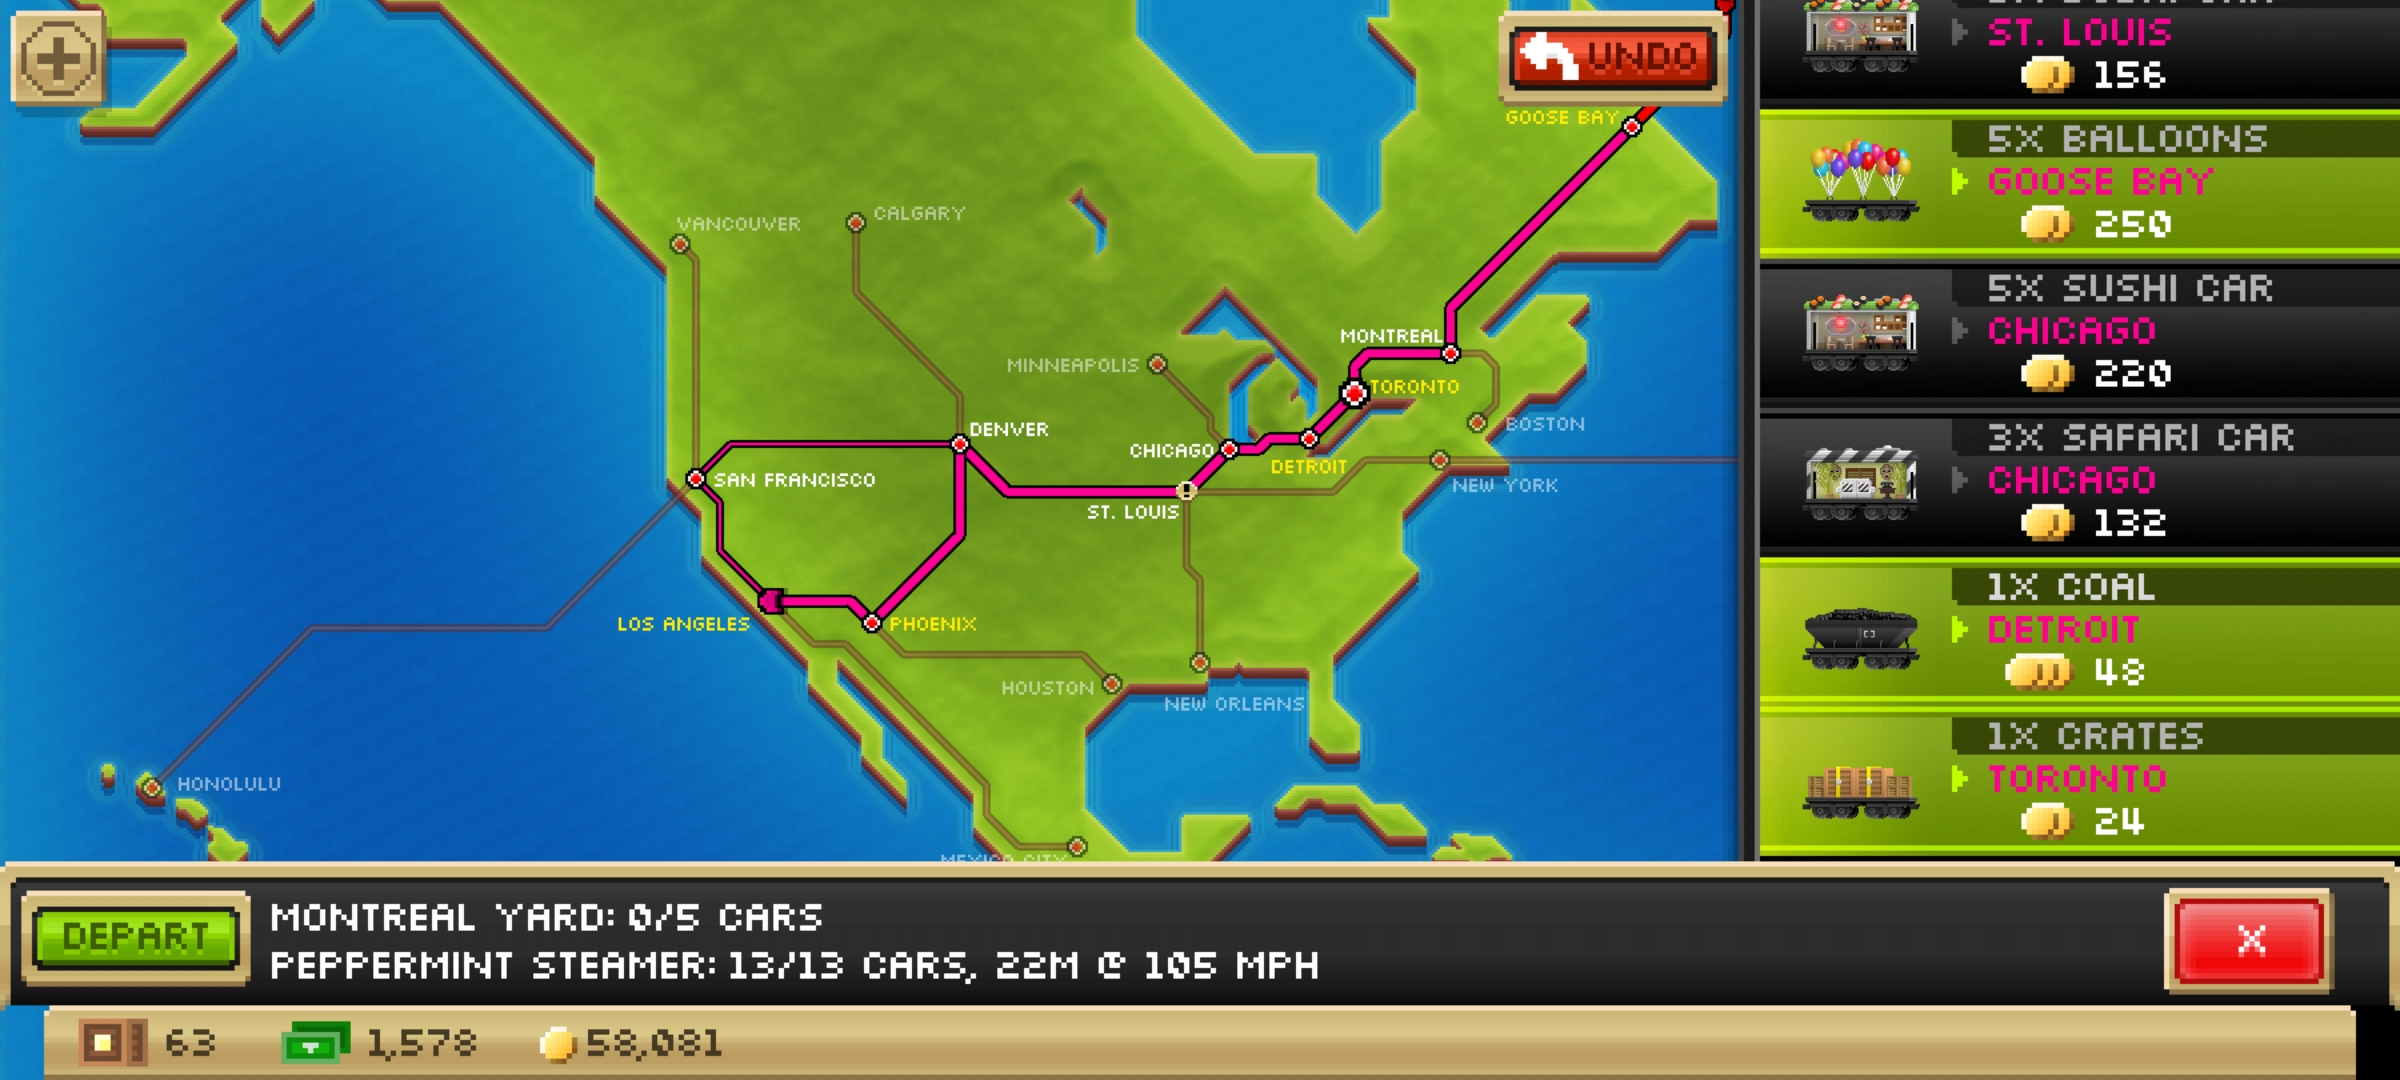 UNDO
GOOSE BAY
VANCOUVER
CALGARY
MONTREAL
MINNEAPOLIS
TORONTO
DENVER
BOSTON
CHICAGO
DETROIT
SAN FRANCISCO
NEW YORK
ST. LOUIS
LOS ANGELES
PHOENIX
HOUSTON
NEW ORLEANS
HONOLULU
MEXICO CITY
ST. LOUIS
156
5X BALLOONS
GOOSE BAY
250
5X SUSHI CAR
CHICAGO
220
3X SAFARI CAR
CHICAGO
132
1X COAL
DETROIT
48
1X CRATES
TORONTO
24
DEPART
MONTREAL YARD: 0/5 CARS
PEPPERMINT STEAMER: 13/13 CARS, 22M @ 105 MPH
X
63
1,578
58,081